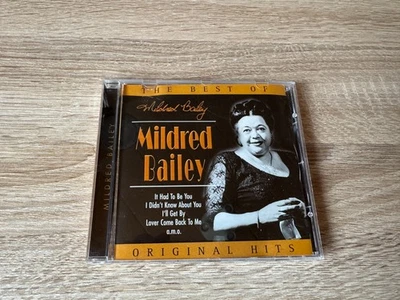 THE BEST OF
Mildred Bailey
Mildred
Bailey
It Had To Be You
I Didn't Know About You
I'll Get By
Lover Come Back To Me
a.m.o.
ORIGINAL HITS
MILDRED BAILEY